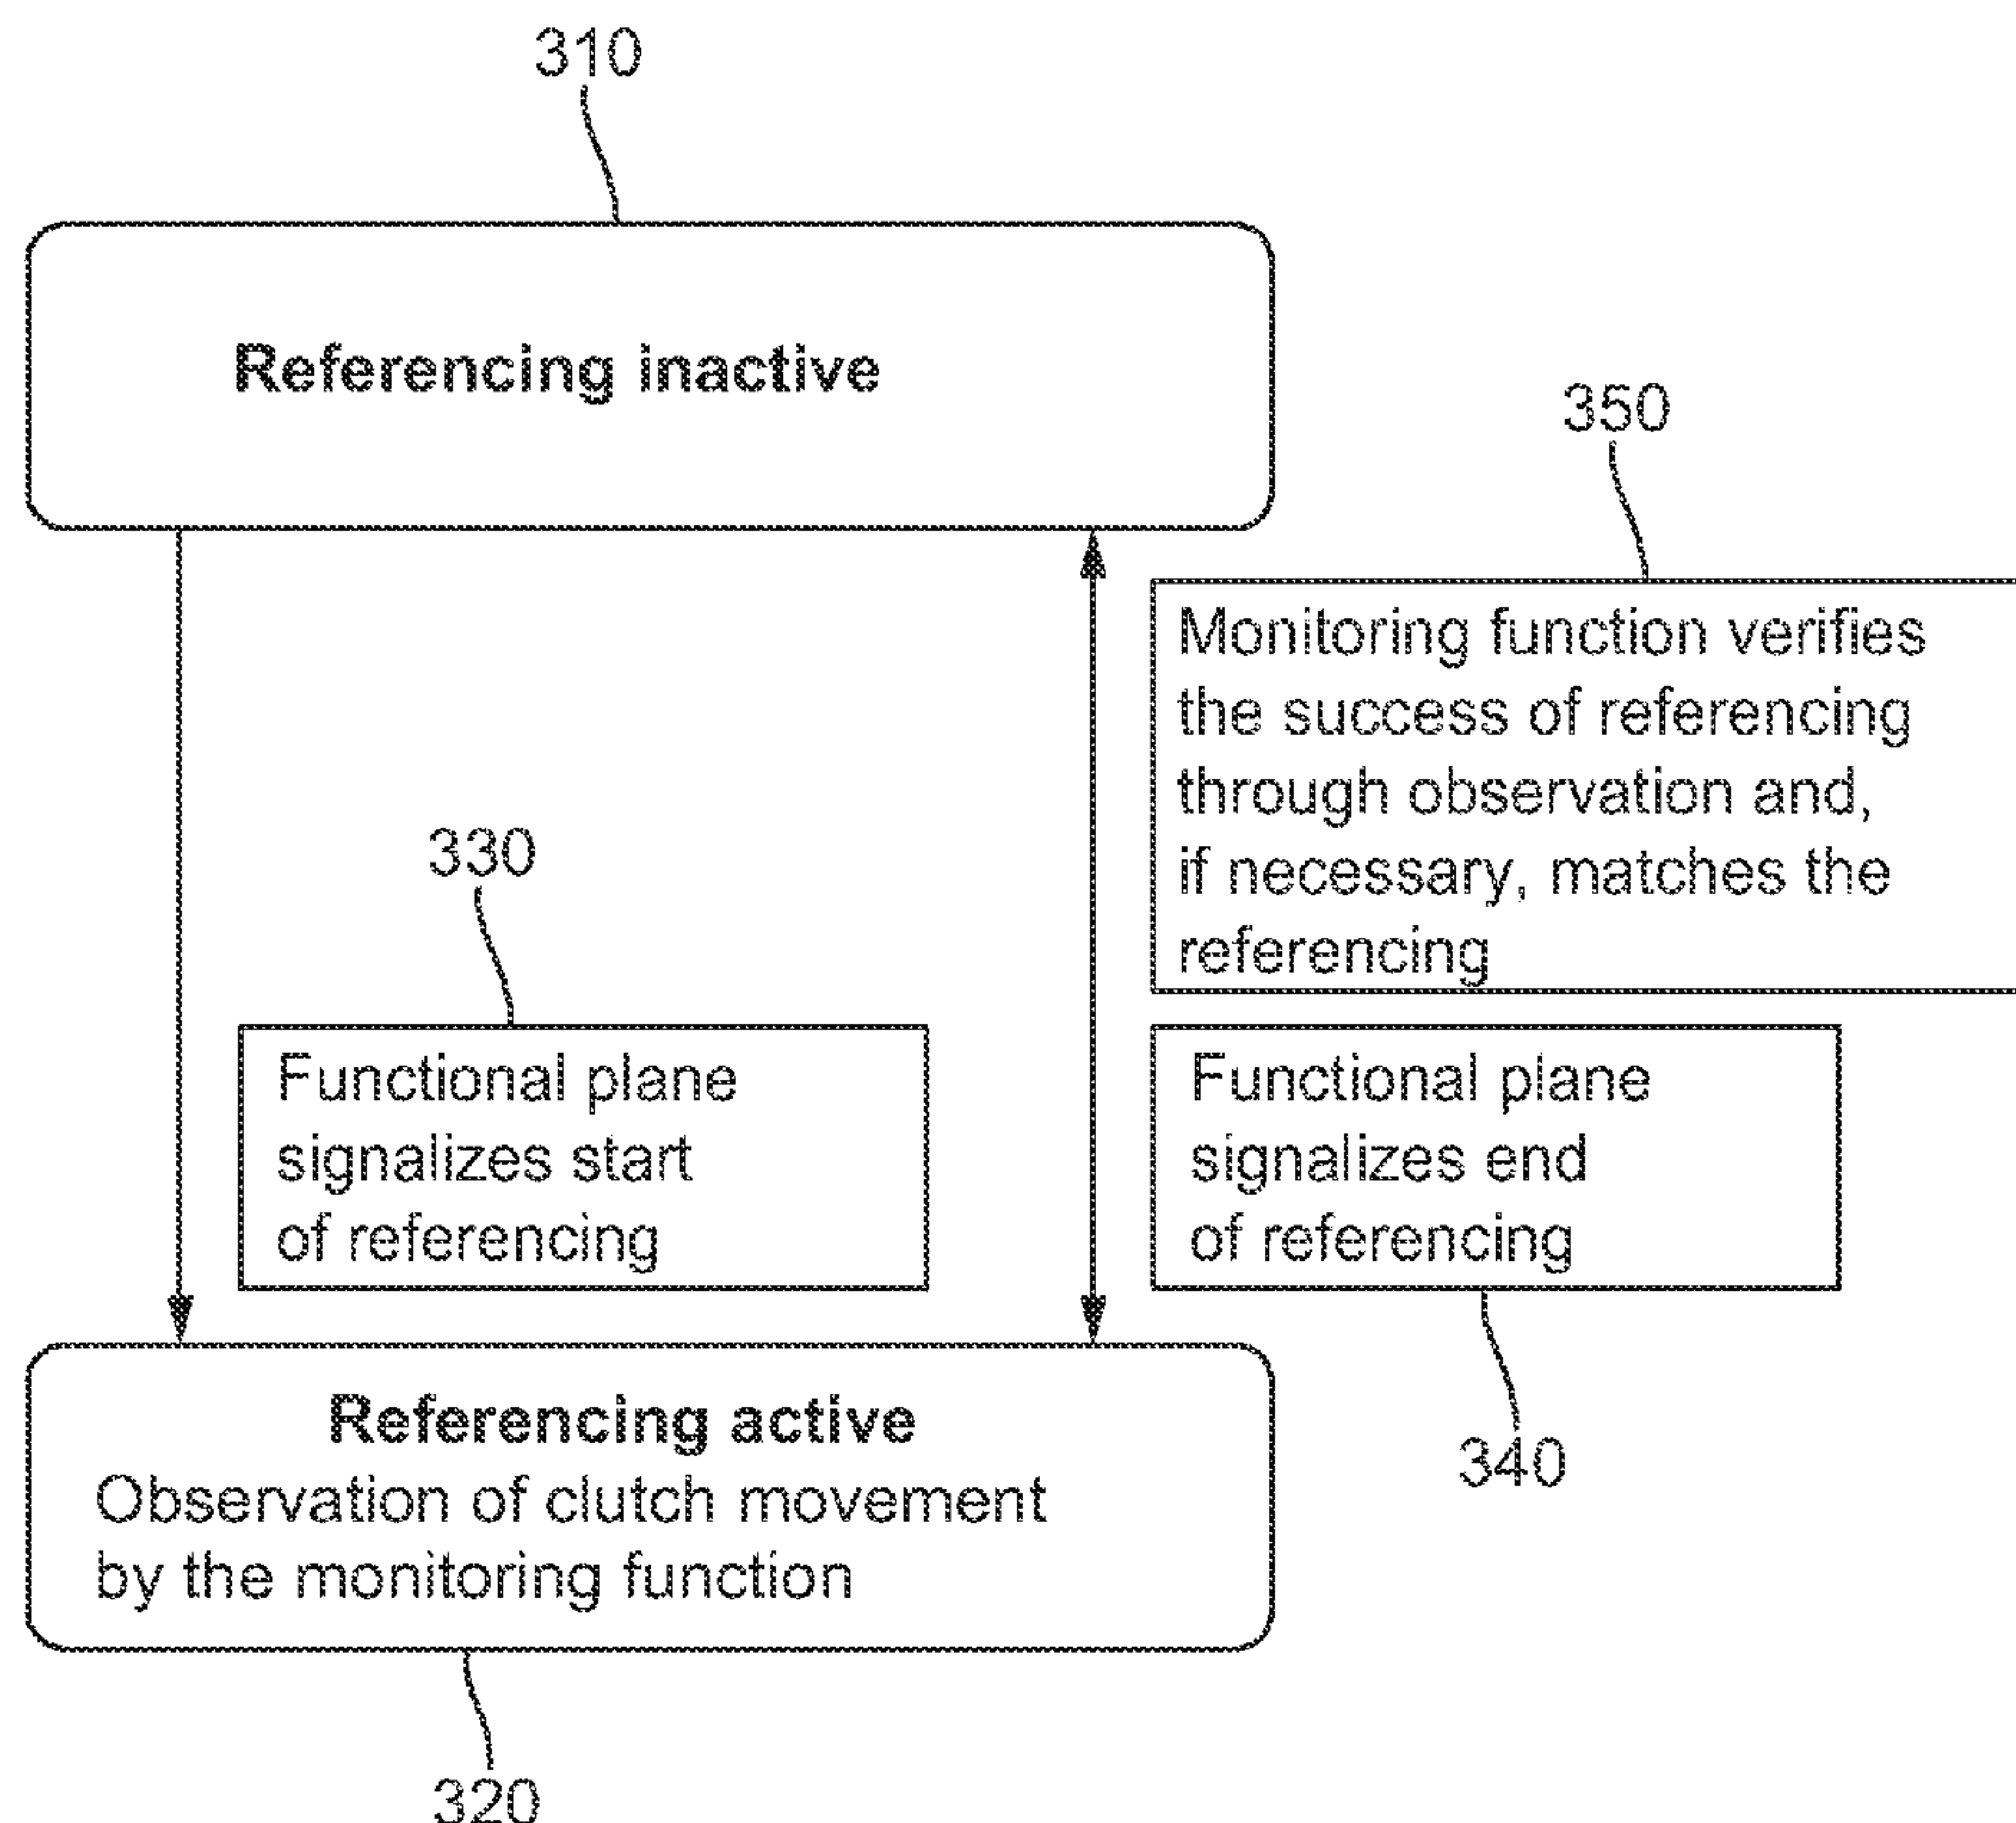 310
Referencing inactive
350
Monitoring function verifies
the success of referencing
through observation and,
if necessary, matches the
referencing
330
Functional plane
signalizes start
of referencing
Functional plane
signalizes end
of referencing
340
Referencing active
Observation of clutch movement
by the monitoring function
320